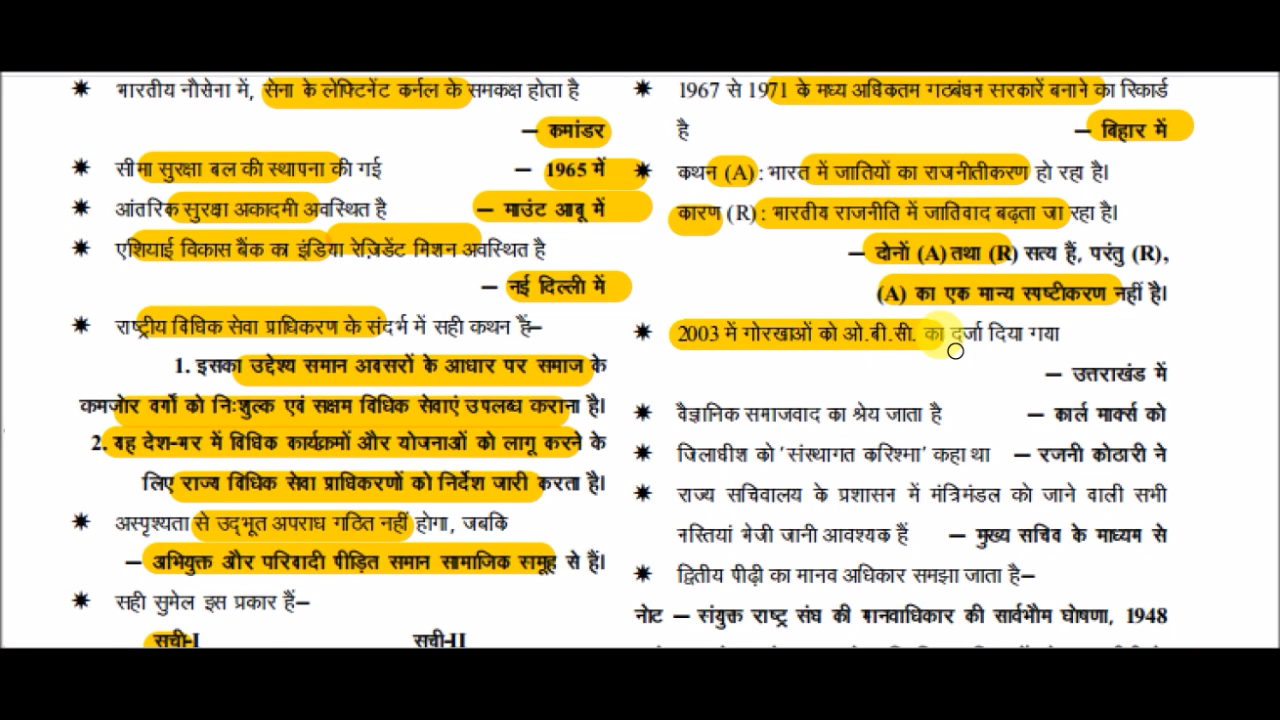 ✷ भारतीय नौसेना में, सेना के लेफ्टिनेंट कर्नल के समकक्ष होता है
– कमांडर
✷ सीमा सुरक्षा बल की स्थापना की गई – 1965 में
✷ आंतरिक सुरक्षा अकादमी अवस्थित है – माउंट आबू में
✷ एशियाई विकास बैंक का इंडिया रेज़िडेंट मिशन अवस्थित है
– नई दिल्ली में
✷ राष्ट्रीय विधिक सेवा प्राधिकरण के संदर्भ में सही कथन हैं–
1. इसका उद्देश्य समान अवसरों के आधार पर समाज के
कमजोर वर्गों को निःशुल्क एवं सक्षम विधिक सेवाएं उपलब्ध कराना है।
2. वह देश-भर में विधिक कार्यक्रमों और योजनाओं को लागू करने के
लिए राज्य विधिक सेवा प्राधिकरणों को निर्देश जारी करता है।
✷ अस्पृश्यता से उद्भूत अपराध गठित नहीं होगा, जबकि
– अभियुक्त और परिवादी पीड़ित समान सामाजिक समूह से हैं।
✷ सही सुमेल इस प्रकार हैं–
सूची-I सूची-II
✷ 1967 से 1971 के मध्य अधिकतम गठबंधन सरकारें बनाने का रिकार्ड
है – बिहार में
✷ कथन (A) : भारत में जातियों का राजनीतीकरण हो रहा है।
कारण (R) : भारतीय राजनीति में जातिवाद बढ़ता जा रहा है।
– दोनों (A) तथा (R) सत्य हैं, परंतु (R),
(A) का एक मान्य स्पष्टीकरण नहीं है।
✷ 2003 में गोरखाओं को ओ.बी.सी. का दर्जा दिया गया
– उत्तराखंड में
✷ वैज्ञानिक समाजवाद का श्रेय जाता है – कार्ल मार्क्स को
✷ जिलाधीश को 'संस्थागत करिश्मा' कहा था – रजनी कोठारी ने
✷ राज्य सचिवालय के प्रशासन में मंत्रिमंडल को जाने वाली सभी
नस्तियां भेजी जानी आवश्यक हैं – मुख्य सचिव के माध्यम से
✷ द्वितीय पीढ़ी का मानव अधिकार समझा जाता है–
नोट – संयुक्त राष्ट्र संघ की मानवाधिकार की सार्वभौम घोषणा, 1948